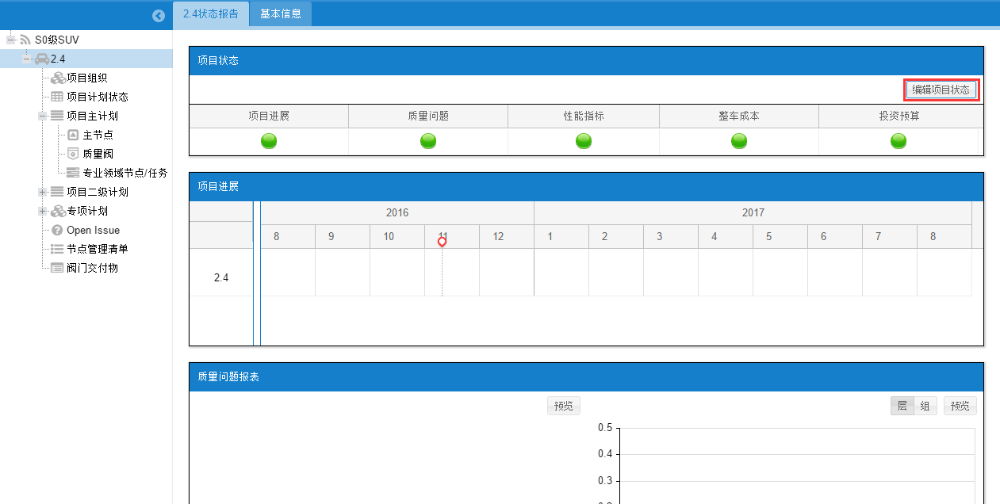 2.4状态报告 基本信息
S0级SUV
2.4
项目组织
项目计划状态
项目主计划
主节点
质量阀
专业领域节点/任务
项目二级计划
专项计划
Open Issue
节点管理清单
阀门交付物
项目状态
编辑项目状态
项目进展 质量问题 性能指标 整车成本 投资预算
项目进展
2016 2017
8 9 10 11 12 1 2 3 4 5 6 7 8
2.4
质量问题报表
预览 层 组 预览
0.5
0.4
0.3